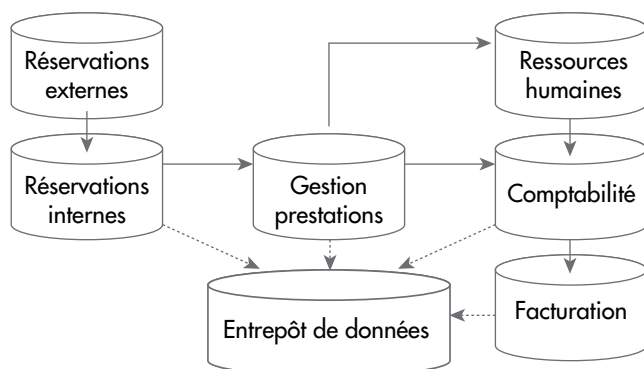 Réservations
externes
Ressources
humaines
Réservations
internes
Gestion
prestations
Comptabilité
Entrepôt de données
Facturation